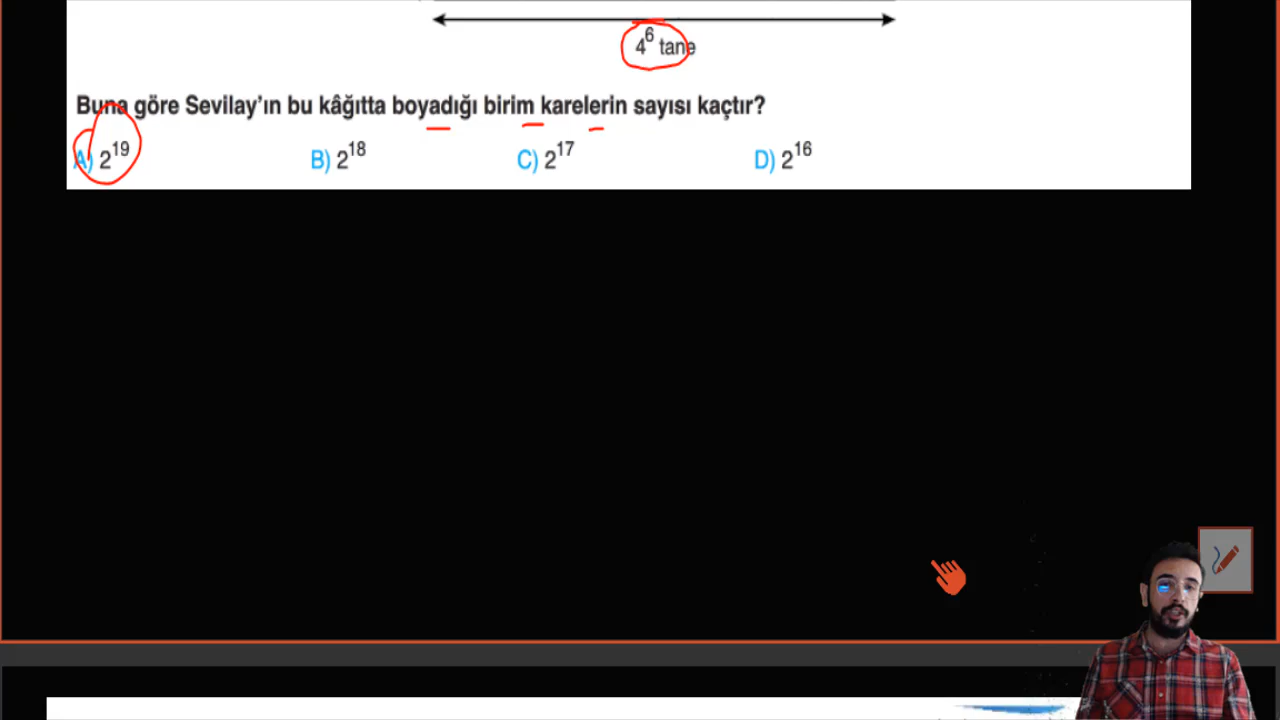 4⁶ tane
Buna göre Sevilay’ın bu kâğıtta boyadığı birim karelerin sayısı kaçtır?
A) 2¹⁹ B) 2¹⁸ C) 2¹⁷ D) 2¹⁶